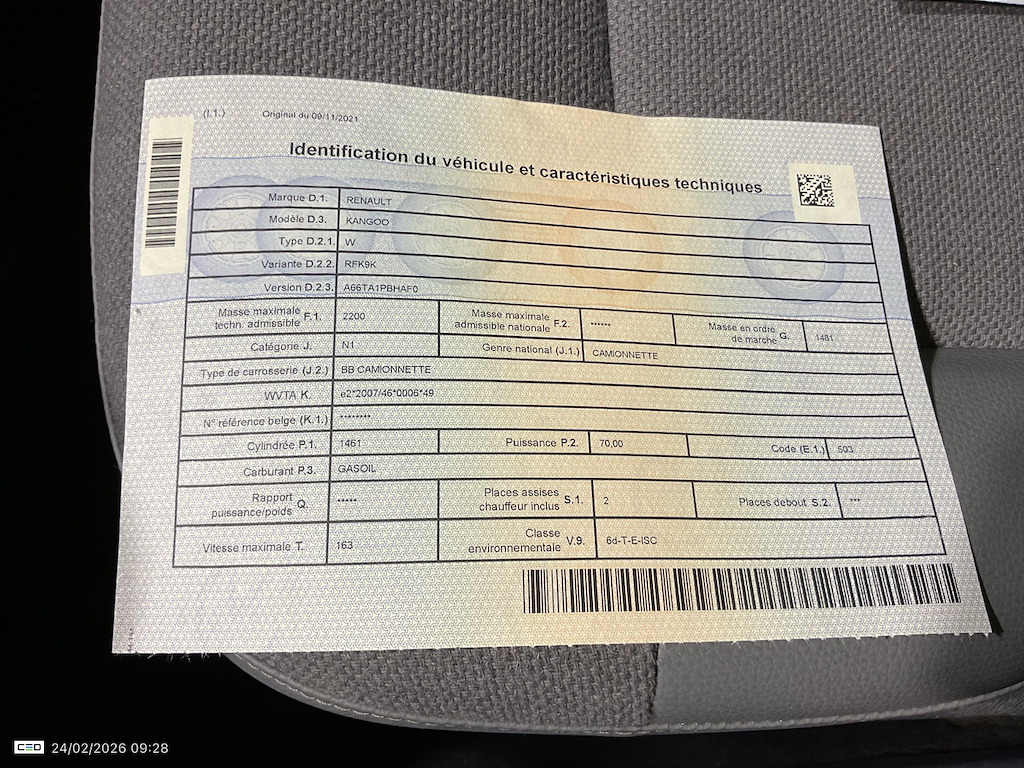 (I.1.) Original du 09/11/2021
Identification du véhicule et caractéristiques techniques
Marque D.1. RENAULT
Modèle D.3. KANGOO
Type D.2.1. W
Variante D.2.2. RFK9K
Version D.2.3. A66TA1PBHAF0
Masse maximale techn. admissible F.1. 2200 Masse maximale admissible nationale F.2. ****** Masse en ordre de marche G. 1481
Catégorie J. N1 Genre national (J.1.) CAMIONNETTE
Type de carrosserie (J.2.) BB CAMIONNETTE
WVTA K. e2*2007/46*0006*49
N° référence belge (K.1.) ********
Cylindrée P.1. 1461 Puissance P.2. 70,00 Code (E.1.) 503
Carburant P.3. GASOIL
Rapport puissance/poids Q. ***** Places assises chauffeur inclus S.1. 2 Places debout S.2. ***
Vitesse maximale T. 163 Classe environnementale V.9. 6d-T-E-ISC
CEO 24/02/2026 09:28